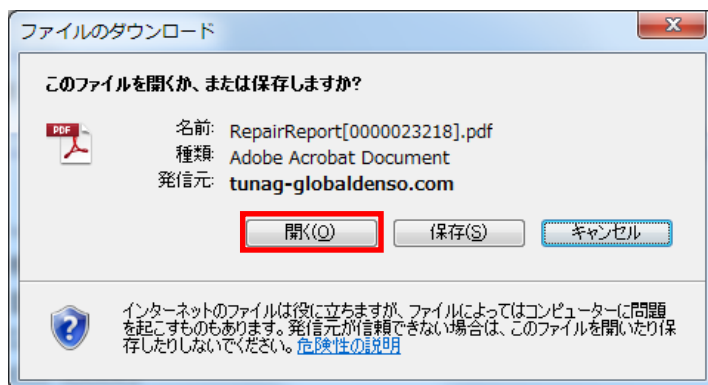 ファイルのダウンロード
このファイルを開くか、または保存しますか?
PDF
名前: RepairReport[0000023218].pdf
種類: Adobe Acrobat Document
発信元: tunag-globaldenso.com
開く(O) 保存(S) キャンセル
インターネットのファイルは役に立ちますが、ファイルによってはコンピューターに問題
を起こすものもあります。発信元が信頼できない場合は、このファイルを開いたり保
存したりしないでください。危険性の説明